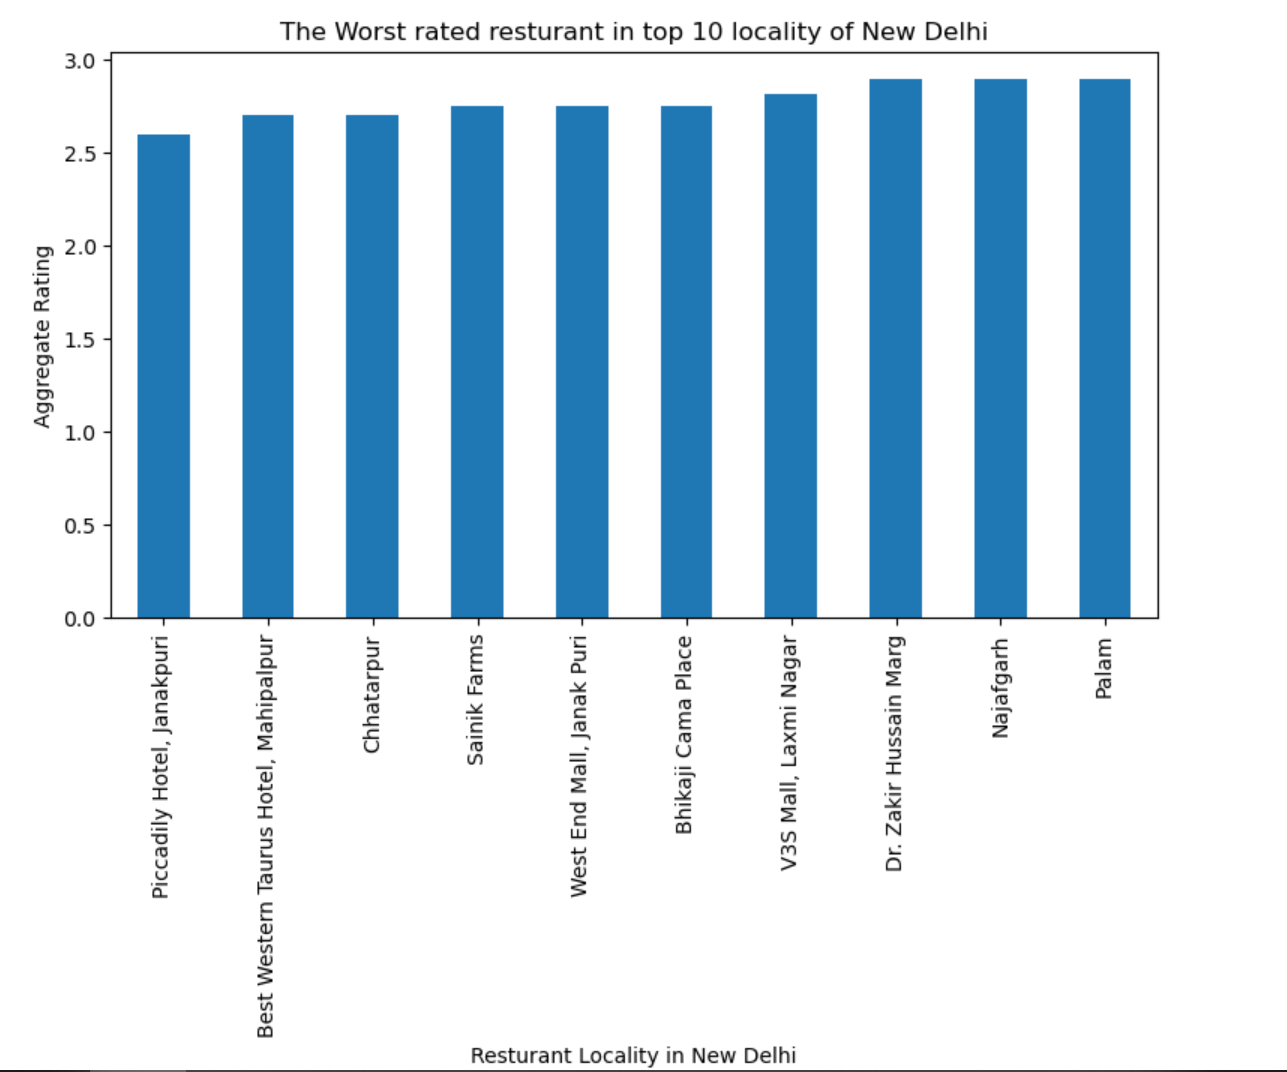 The Worst rated resturant in top 10 locality of New Delhi
3.0
2.5
2.0
1.5
1.0
0.5
0.0
Aggregate Rating
Piccadily Hotel, Janakpuri
Best Western Taurus Hotel, Mahipalpur
Chhatarpur
Sainik Farms
West End Mall, Janak Puri
Bhikaji Cama Place
V3S Mall, Laxmi Nagar
Dr. Zakir Hussain Marg
Najafgarh
Palam
Resturant Locality in New Delhi